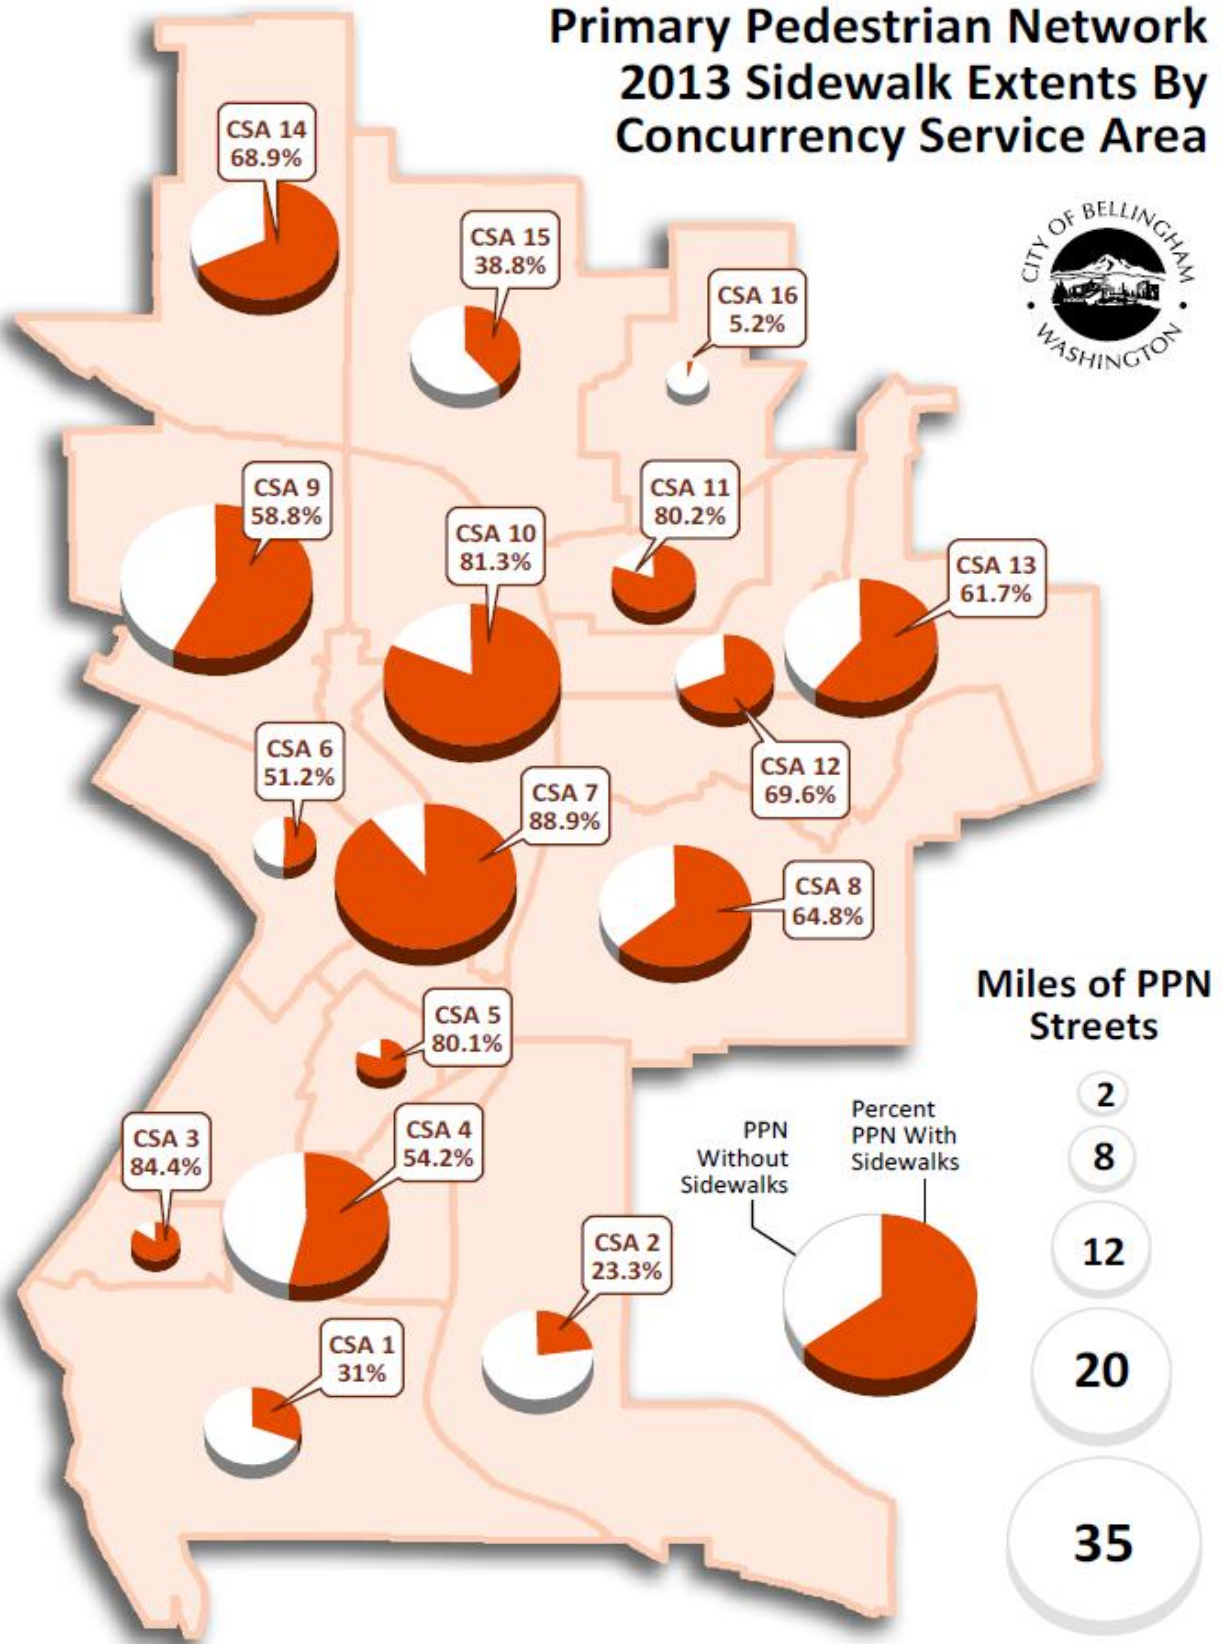 Primary Pedestrian Network
2013 Sidewalk Extents By
Concurrency Service Area
CITY OF BELLINGHAM
• WASHINGTON •
CSA 14
68.9%
CSA 15
38.8%
CSA 16
5.2%
CSA 9
58.8%
CSA 10
81.3%
CSA 11
80.2%
CSA 13
61.7%
CSA 6
51.2%
CSA 7
88.9%
CSA 12
69.6%
CSA 8
64.8%
CSA 5
80.1%
CSA 3
84.4%
CSA 4
54.2%
CSA 2
23.3%
CSA 1
31%
Miles of PPN
Streets
2
8
12
20
35
PPN
Without
Sidewalks
Percent
PPN With
Sidewalks